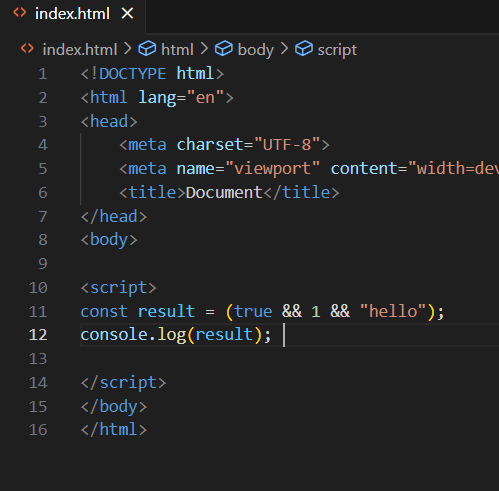 index.html
index.html > html > body > script
1 <!DOCTYPE html>
2 <html lang="en">
3 <head>
4 <meta charset="UTF-8">
5 <meta name="viewport" content="width=dev
6 <title>Document</title>
7 </head>
8 <body>
9
10 <script>
11 const result = (true && 1 && "hello");
12 console.log(result);
13
14 </script>
15 </body>
16 </html>